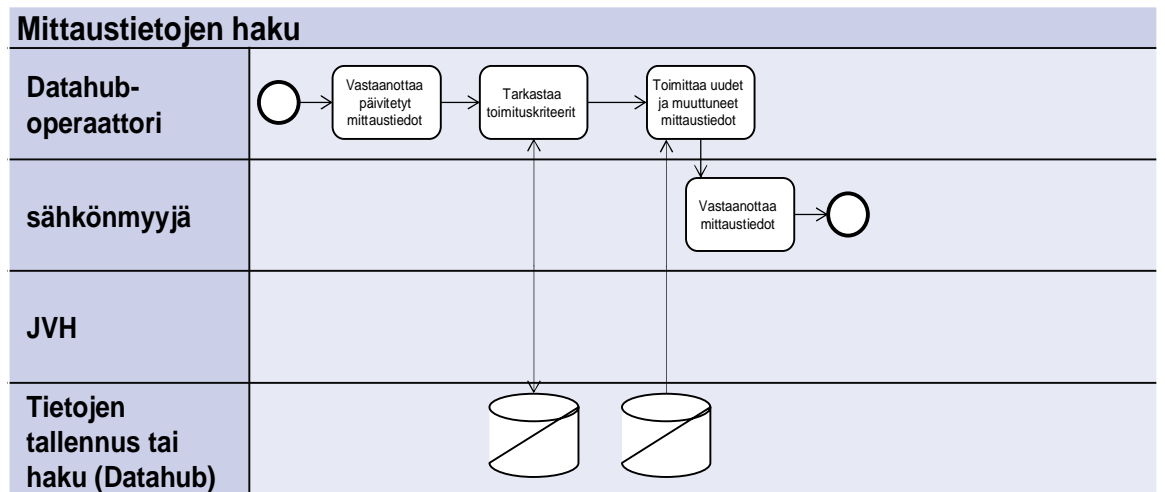 Mittaustietojen haku
Datahub-
operaattori
Vastaanottaa
päivitetyt
mittaustiedot
Tarkastaa
toimituskriteerit
Toimittaa uudet
ja muuttuneet
mittaustiedot
sähkönmyyjä
Vastaanottaa
mittaustiedot
JVH
Tietojen
tallennus tai
haku (Datahub)